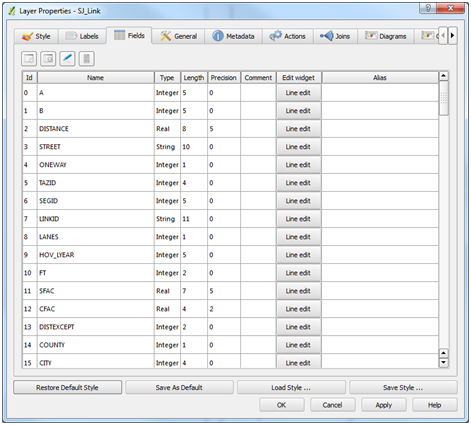 Layer Properties - SJ_Link
Style Labels Fields General Metadata Actions Joins Diagrams
Id Name Type Length Precision Comment Edit widget Alias
0 A Integer 5 0 Line edit
1 B Integer 5 0 Line edit
2 DISTANCE Real 8 5 Line edit
3 STREET String 10 0 Line edit
4 ONEWAY Integer 1 0 Line edit
5 TAZID Integer 4 0 Line edit
6 SEGID Integer 5 0 Line edit
7 LINKID String 11 0 Line edit
8 LANES Integer 1 0 Line edit
9 HOV_LYEAR Integer 5 0 Line edit
10 FT Integer 2 0 Line edit
11 SFAC Real 7 5 Line edit
12 CFAC Real 4 2 Line edit
13 DISTEXCEPT Integer 2 0 Line edit
14 COUNTY Integer 1 0 Line edit
15 CITY Integer 4 0 Line edit
Restore Default Style Save As Default Load Style ... Save Style ...
OK Cancel Apply Help